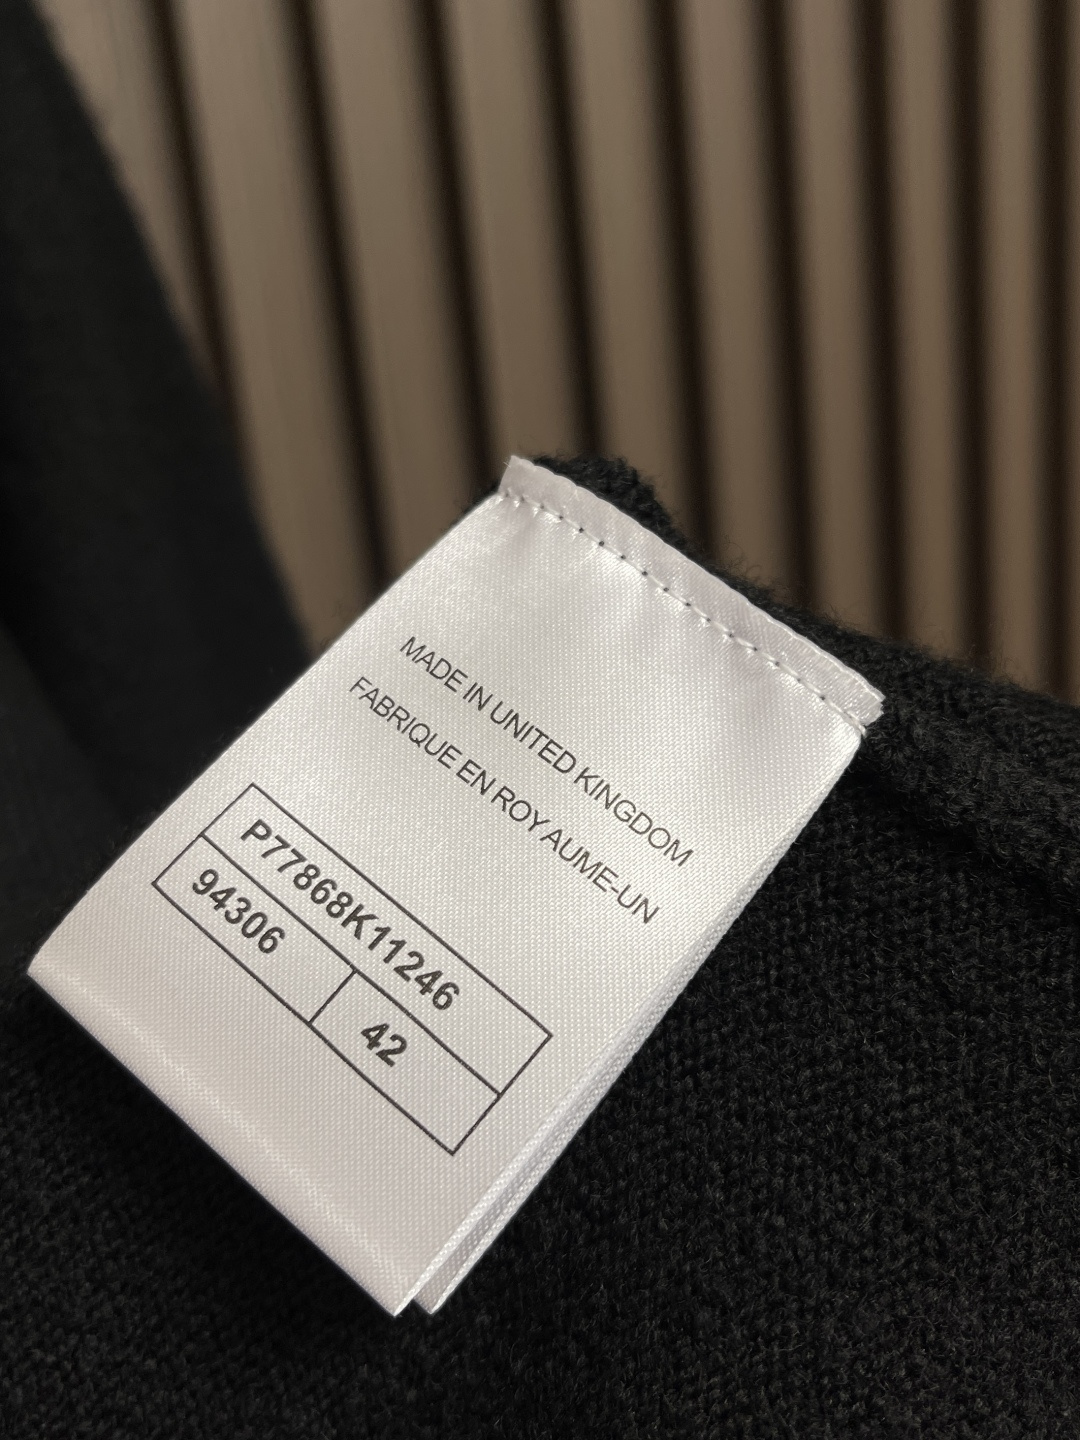 MADE IN UNITED KINGDOM
FABRIQUE EN ROYAUME-UN
P77868K11246
94306 42